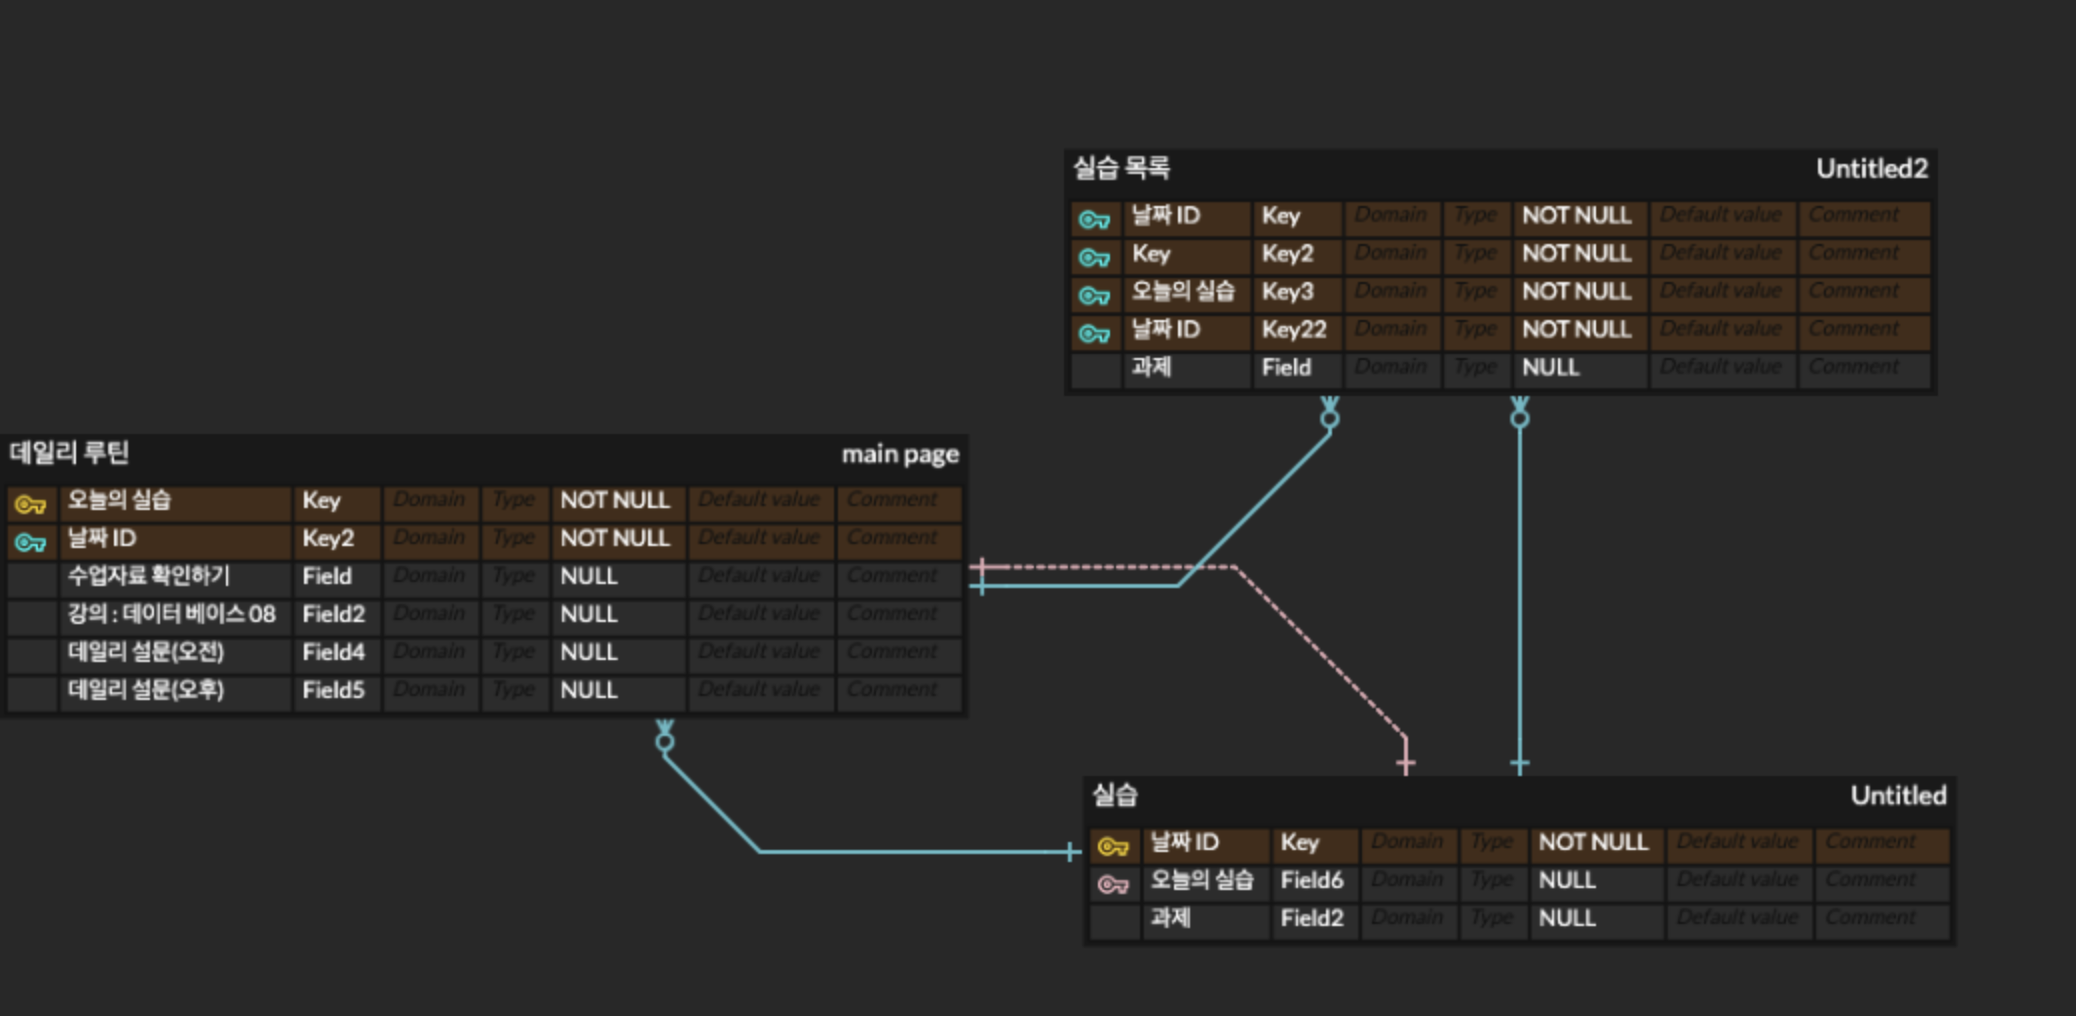 실습 목록 Untitled2
날짜 ID Key Domain Type NOT NULL Default value Comment
Key Key2 Domain Type NOT NULL Default value Comment
오늘의 실습 Key3 Domain Type NOT NULL Default value Comment
날짜 ID Key22 Domain Type NOT NULL Default value Comment
과제 Field Domain Type NULL Default value Comment
데일리 루틴 main page
오늘의 실습 Key Domain Type NOT NULL Default value Comment
날짜 ID Key2 Domain Type NOT NULL Default value Comment
수업자료 확인하기 Field Domain Type NULL Default value Comment
강의 : 데이터 베이스 08 Field2 Domain Type NULL Default value Comment
데일리 설문(오전) Field4 Domain Type NULL Default value Comment
데일리 설문(오후) Field5 Domain Type NULL Default value Comment
실습 Untitled
날짜 ID Key Domain Type NOT NULL Default value Comment
오늘의 실습 Field6 Domain Type NULL Default value Comment
과제 Field2 Domain Type NULL Default value Comment